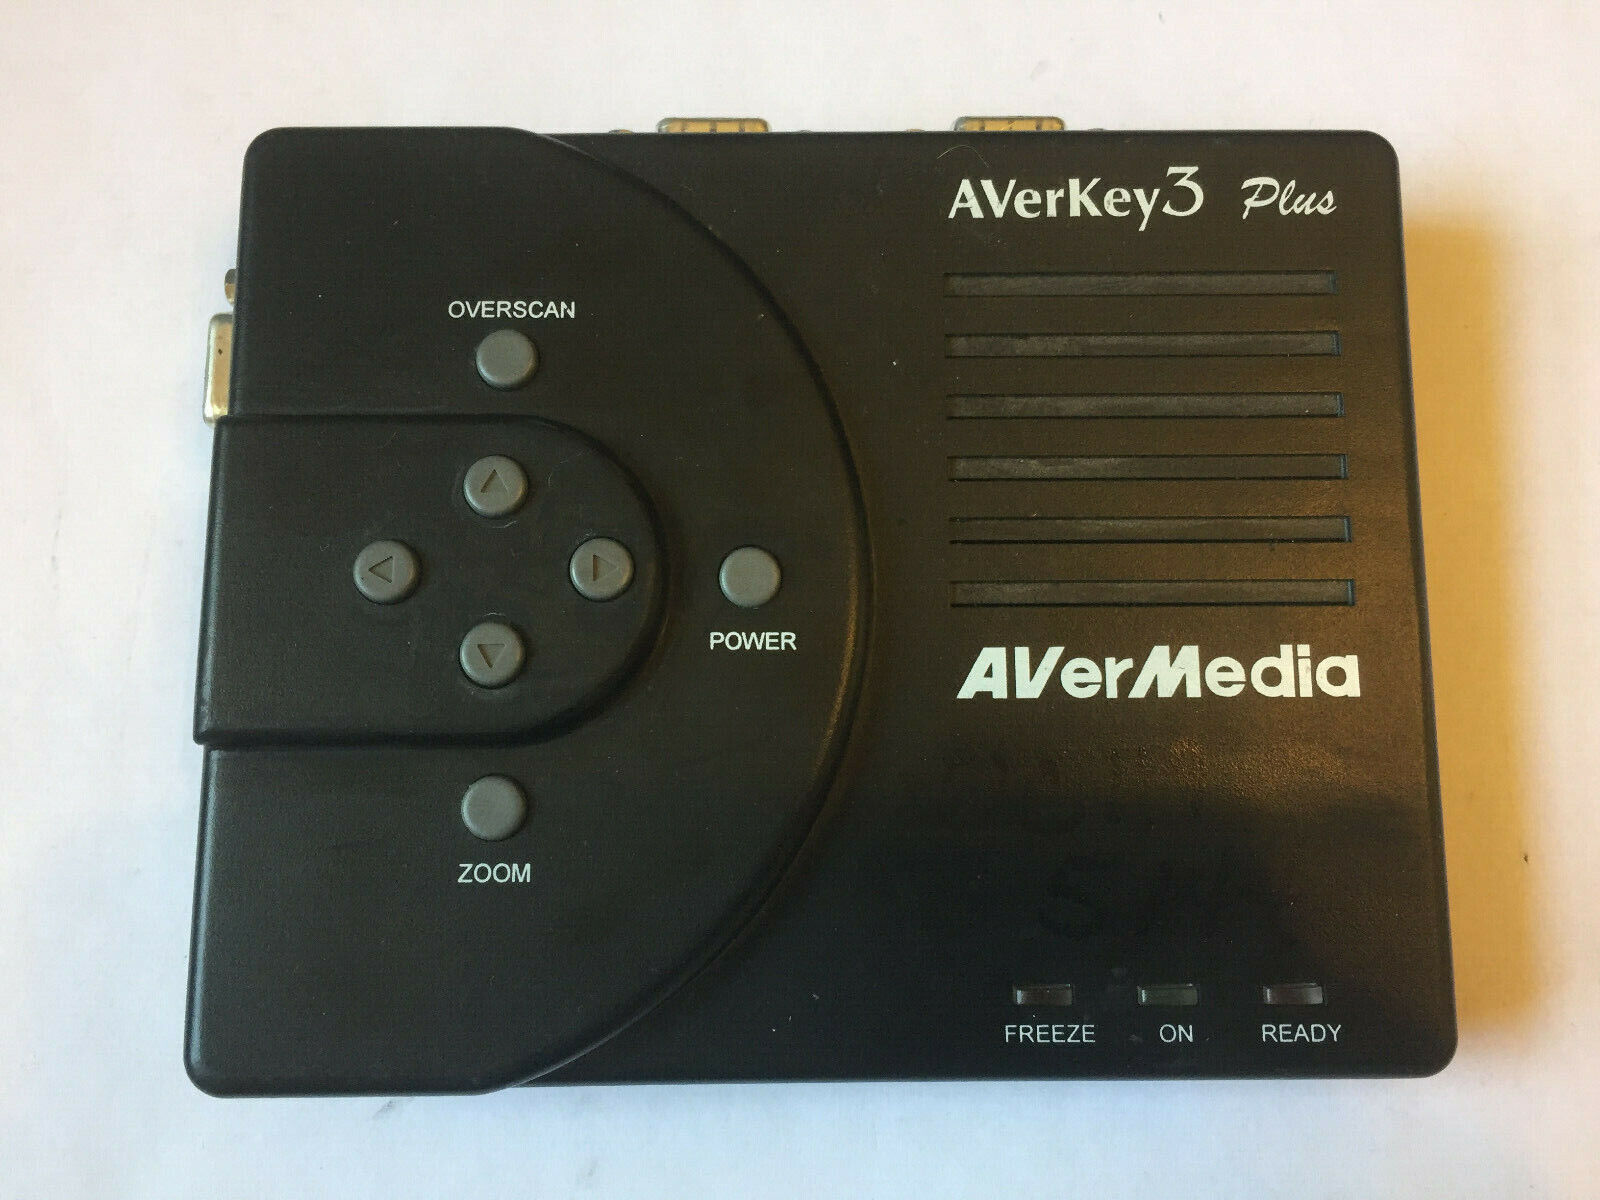 AVerKey3 Plus
OVERSCAN
POWER
AVerMedia
ZOOM
FREEZE ON READY